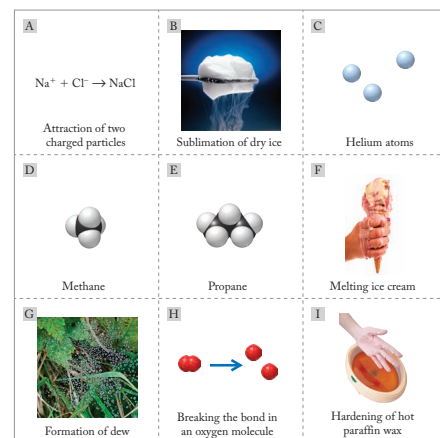 A
Na⁺ + Cl⁻ → NaCl
Attraction of two
charged particles
B
Sublimation of dry ice
C
Helium atoms
D
Methane
E
Propane
F
Melting ice cream
G
Formation of dew
H
Breaking the bond in
an oxygen molecule
I
Hardening of hot
paraffin wax